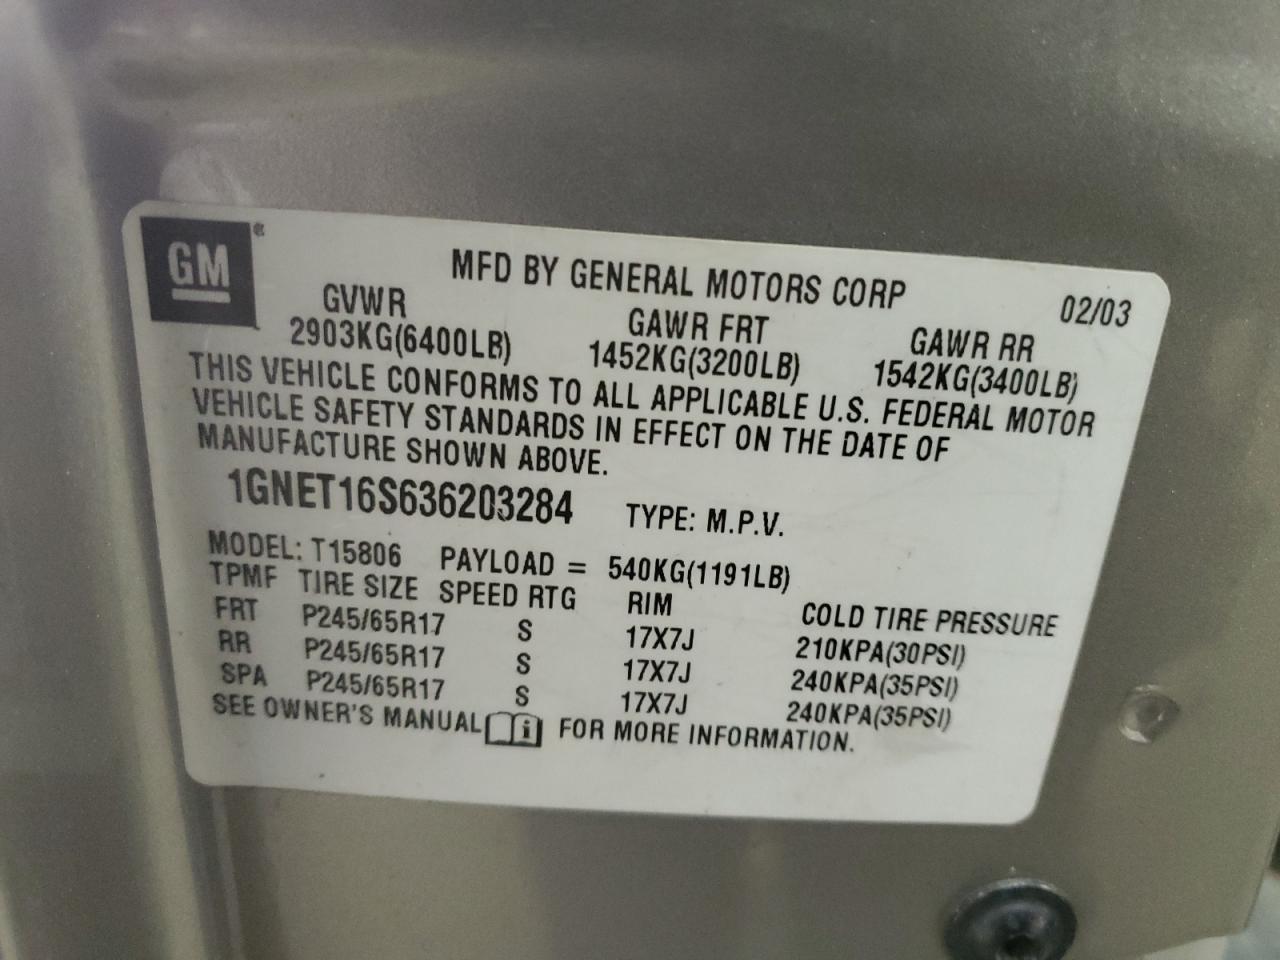 GM®
MFD BY GENERAL MOTORS CORP
02/03
GVWR GAWR FRT GAWR RR
2903KG(6400LB) 1452KG(3200LB) 1542KG(3400LB)
THIS VEHICLE CONFORMS TO ALL APPLICABLE U.S. FEDERAL MOTOR
VEHICLE SAFETY STANDARDS IN EFFECT ON THE DATE OF
MANUFACTURE SHOWN ABOVE.
1GNET16S636203284 TYPE: M.P.V.
MODEL: T15806 PAYLOAD = 540KG(1191LB)
TPMF TIRE SIZE SPEED RTG RIM COLD TIRE PRESSURE
FRT P245/65R17 S 17X7J 210KPA(30PSI)
RR P245/65R17 S 17X7J 240KPA(35PSI)
SPA P245/65R17 S 17X7J 240KPA(35PSI)
SEE OWNER'S MANUAL i FOR MORE INFORMATION.